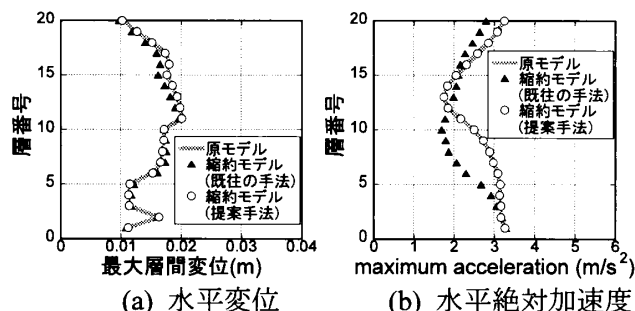 20
15
10
5
0
層番号
原モデル
縮約モデル
(既往の手法)
縮約モデル
(提案手法)
0 0.01 0.02 0.03 0.04
最大層間変位(m)
(a) 水平変位
20
15
10
5
0
層番号
原モデル
縮約モデル
(既往の手法)
縮約モデル
(提案手法)
0 1 2 3 4 5 6
maximum acceleration (m/s²)
(b) 水平絶対加速度